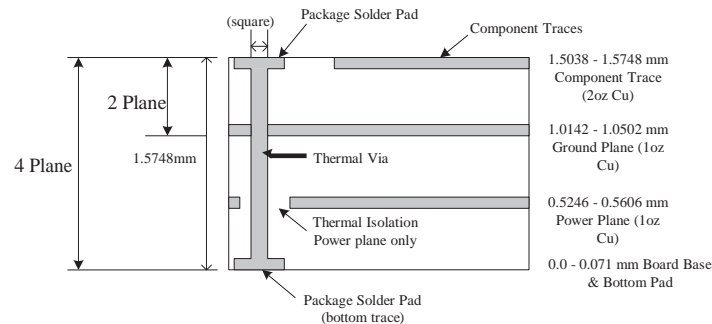 (square)
Package Solder Pad
Component Traces
1.5038 - 1.5748 mm
Component Trace
(2oz Cu)
2 Plane
1.0142 - 1.0502 mm
Ground Plane (1oz
Cu)
4 Plane
1.5748mm
Thermal Via
0.5246 - 0.5606 mm
Power Plane (1oz
Cu)
Thermal Isolation
Power plane only
0.0 - 0.071 mm Board Base
& Bottom Pad
Package Solder Pad
(bottom trace)